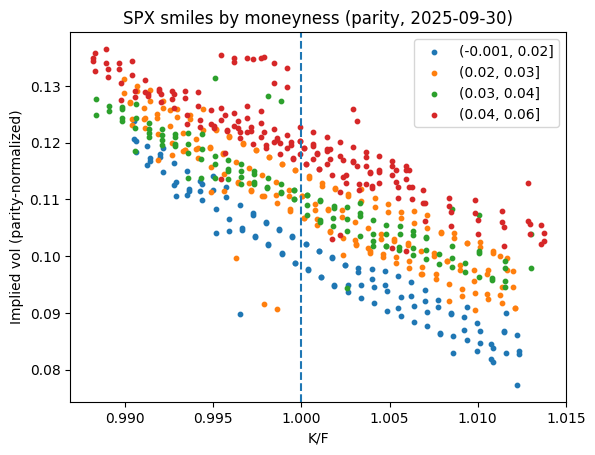 SPX smiles by moneyness (parity, 2025-09-30)
(-0.001, 0.02]
(0.02, 0.03]
(0.03, 0.04]
(0.04, 0.06]
Implied vol (parity-normalized)
0.13
0.12
0.11
0.10
0.09
0.08
0.990 0.995 1.000 1.005 1.010 1.015
K/F